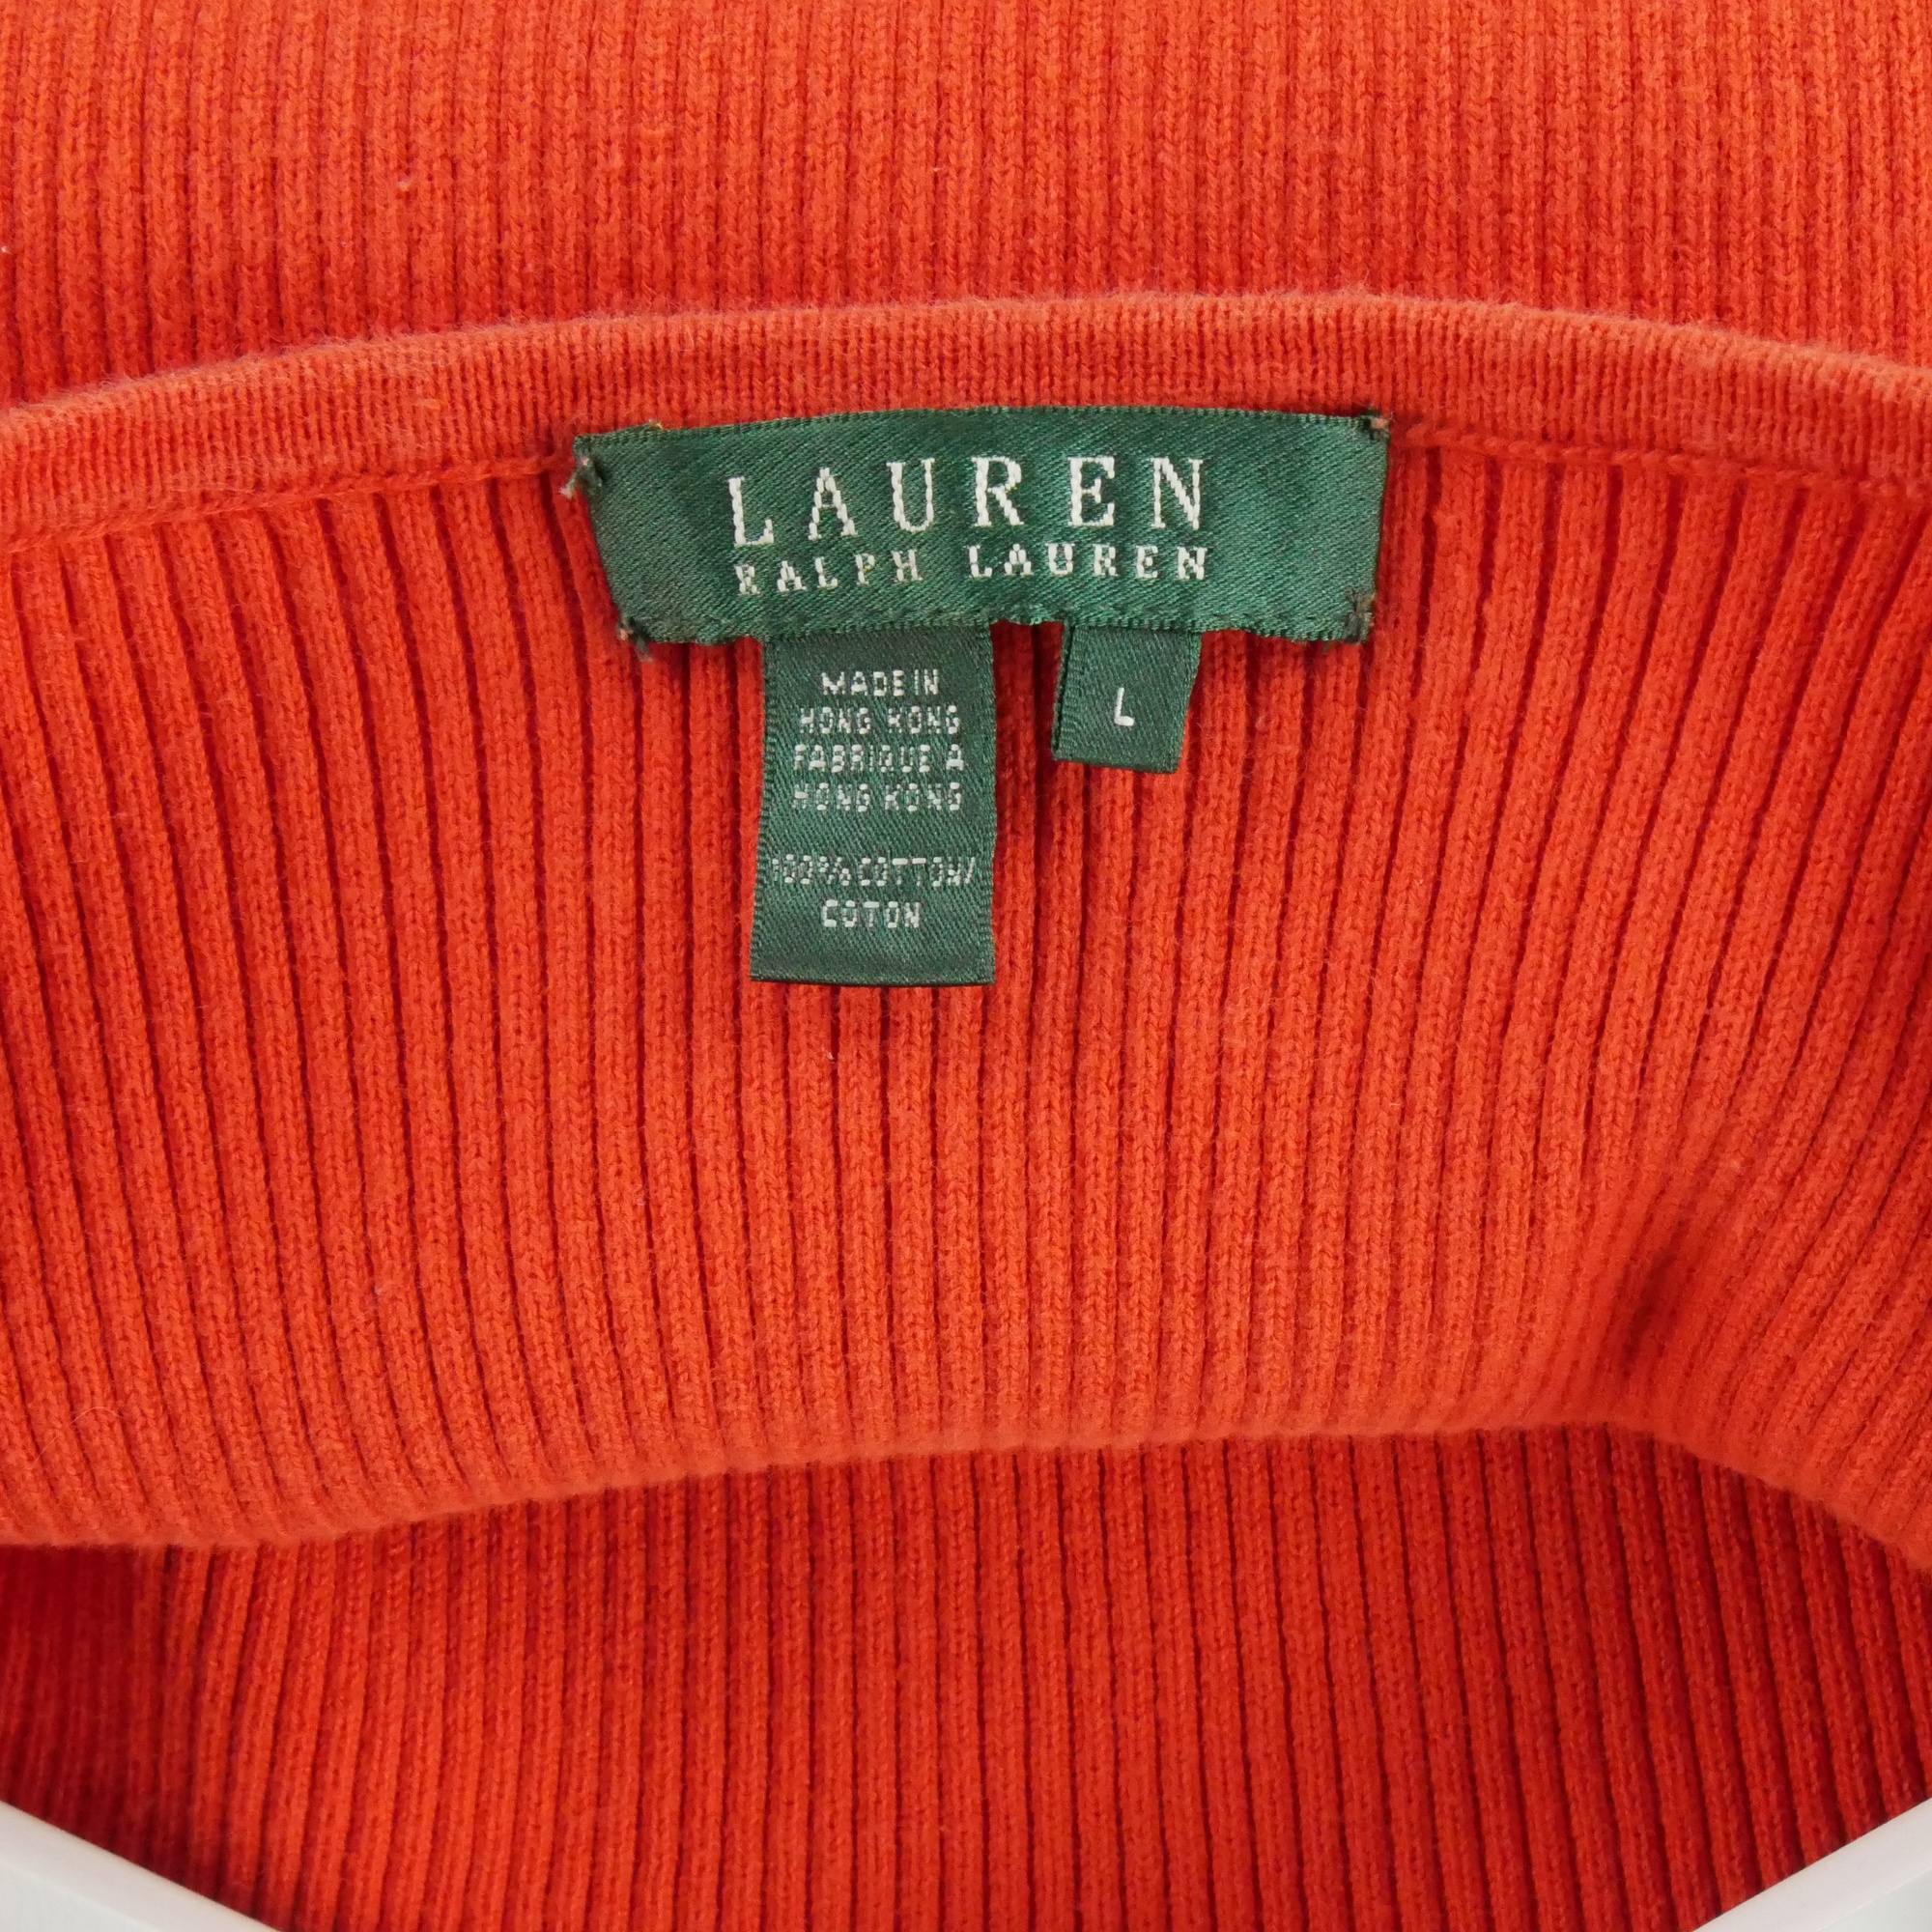 LAUREN
RALPH LAUREN
MADE IN
HONG KONG
FABRIQUE A
HONG KONG
100% COTTON/
COTON
L